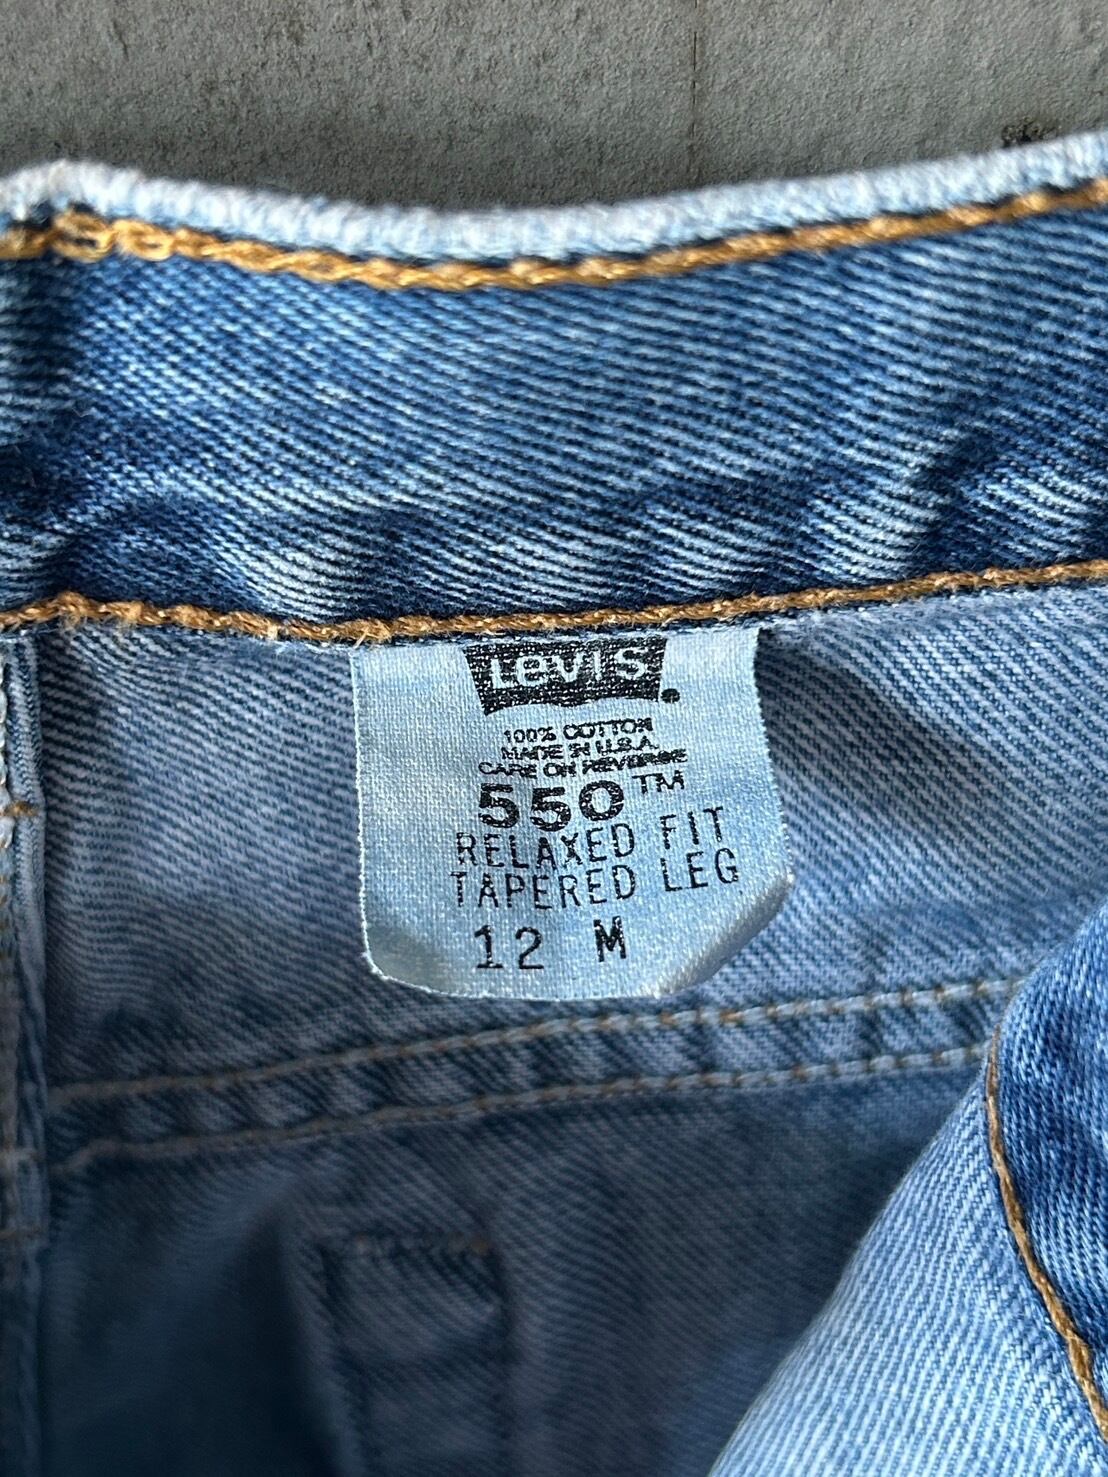 LEVI'S
100% COTTON
MADE IN U.S.A.
CARE ON REVERSE
550™
RELAXED FIT
TAPERED LEG
12 M